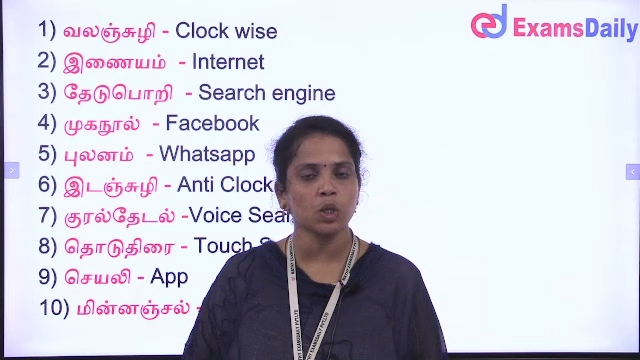 1) வலஞ்சுழி - Clock wise
2) இணையம் - Internet
3) தேடுபொறி - Search engine
4) முகநூல் - Facebook
5) புலனம் - Whatsapp
6) இடஞ்சுழி - Anti Clock
7) குரல்தேடல் -Voice Sea
8) தொடுதிரை - Touch S
9) செயலி - App
10) மின்னஞ்சல் -
ed ExamsDaily